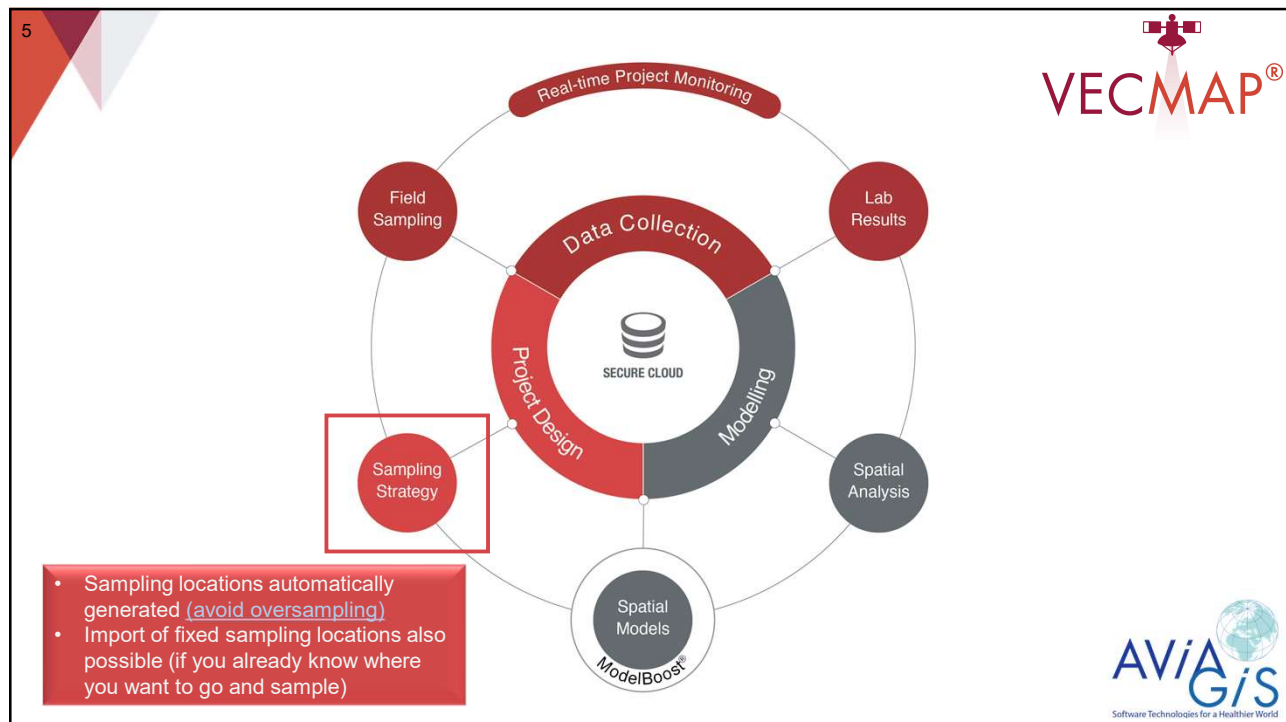 5
VECMAP®
Real-time Project Monitoring
Field
Sampling
Lab
Results
Data Collection
Project Design
Modelling
SECURE CLOUD
Sampling
Strategy
Spatial
Analysis
Spatial
Models
ModelBoost®
• Sampling locations automatically
generated (avoid oversampling)
• Import of fixed sampling locations also
possible (if you already know where
you want to go and sample)
AViA
GiS
Software Technologies for a Healthier World